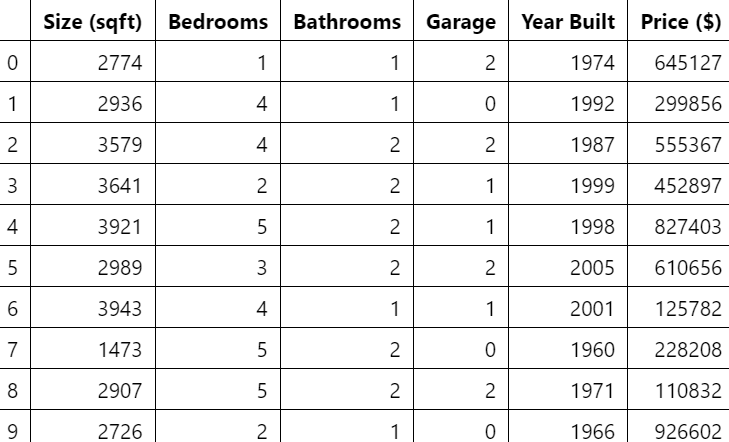 Size (sqft) Bedrooms Bathrooms Garage Year Built Price ($)
0 2774 1 1 2 1974 645127
1 2936 4 1 0 1992 299856
2 3579 4 2 2 1987 555367
3 3641 2 2 1 1999 452897
4 3921 5 2 1 1998 827403
5 2989 3 2 2 2005 610656
6 3943 4 1 1 2001 125782
7 1473 5 2 0 1960 228208
8 2907 5 2 2 1971 110832
9 2726 2 1 0 1966 926602